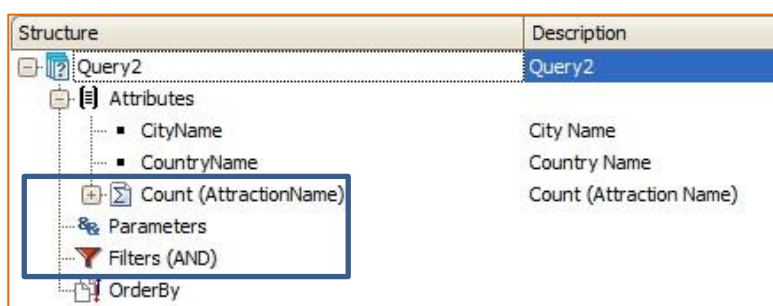 Structure Description
Query2 Query2
Attributes
CityName City Name
CountryName Country Name
Count (AttractionName) Count (Attraction Name)
Parameters
Filters (AND)
OrderBy